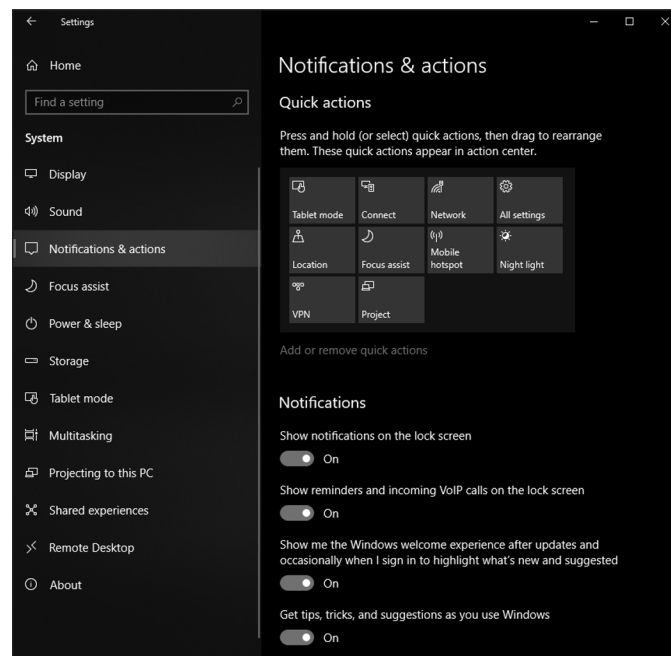 Settings
Home
Find a setting
System
Display
Sound
Notifications & actions
Focus assist
Power & sleep
Storage
Tablet mode
Multitasking
Projecting to this PC
Shared experiences
Remote Desktop
About
Notifications & actions
Quick actions
Press and hold (or select) quick actions, then drag to rearrange
them. These quick actions appear in action center.
Tablet mode
Connect
Network
All settings
Location
Focus assist
Mobile
hotspot
Night light
VPN
Project
Add or remove quick actions
Notifications
Show notifications on the lock screen
On
Show reminders and incoming VoIP calls on the lock screen
On
Show me the Windows welcome experience after updates and
occasionally when I sign in to highlight what's new and suggested
On
Get tips, tricks, and suggestions as you use Windows
On